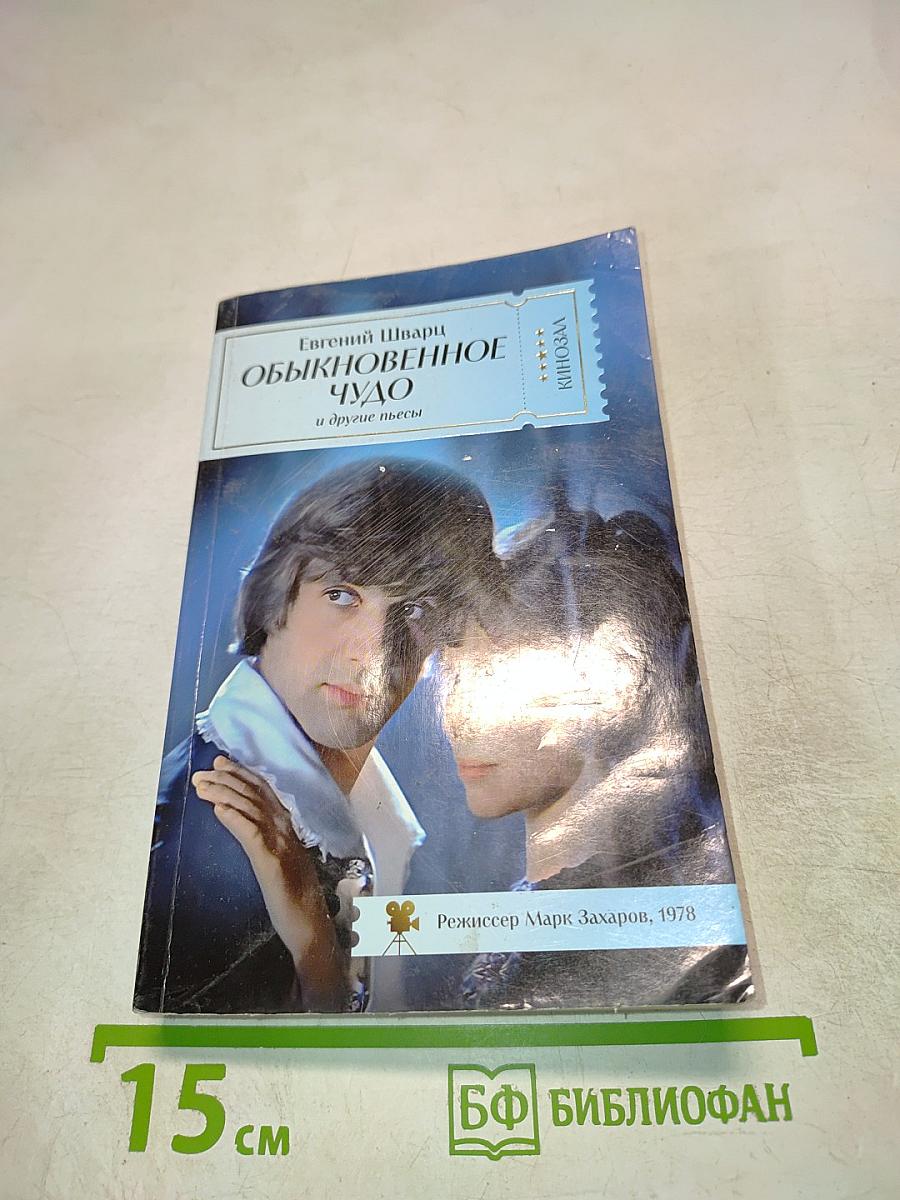 Евгений Шварц
ОБЫКНОВЕННОЕ
ЧУДО
и другие пьесы
КИНОЗАЛ
Режиссер Марк Захаров, 1978
15 см
БФ БИБЛИОФАН